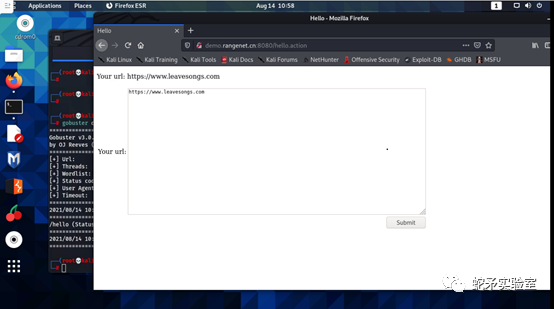 Applications Places Firefox ESR Aug 14 10:58 1
cdrom0
Hello - Mozilla Firefox
Hello
demo.rangenet.cn:8080/hello.action
Kali Linux Kali Training Kali Tools Kali Docs Kali Forums NetHunter Offensive Security Exploit-DB GHDB MSFU
Your url: https://www.leavesongs.com
https://www.leavesongs.com
Your url:
Submit
gobuster
Gobuster v3.0.
by OJ Reeves (
[+] Url:
[+] Threads:
[+] Wordlist:
[+] Status cod
[+] User Agent
[+] Timeout:
2021/08/14 10:
/hello (Status
2021/08/14 10:
蛇矛实验室